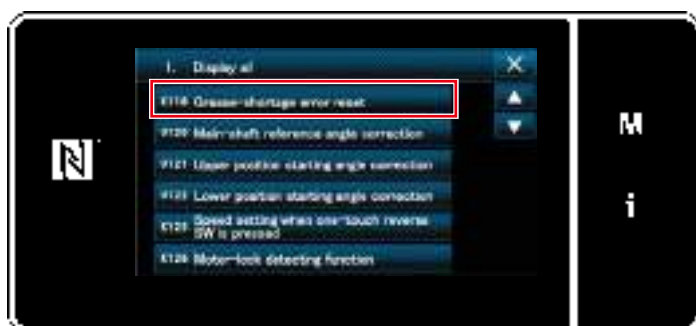 1. Display all
K118 Grease-shortage error reset
K120 Main-shaft reference angle correction
K121 Upper position starting angle correction
K122 Lower position starting angle correction
K123 Speed setting when one-touch reverse
SW is pressed
K124 Motor-lock detecting function
M
i